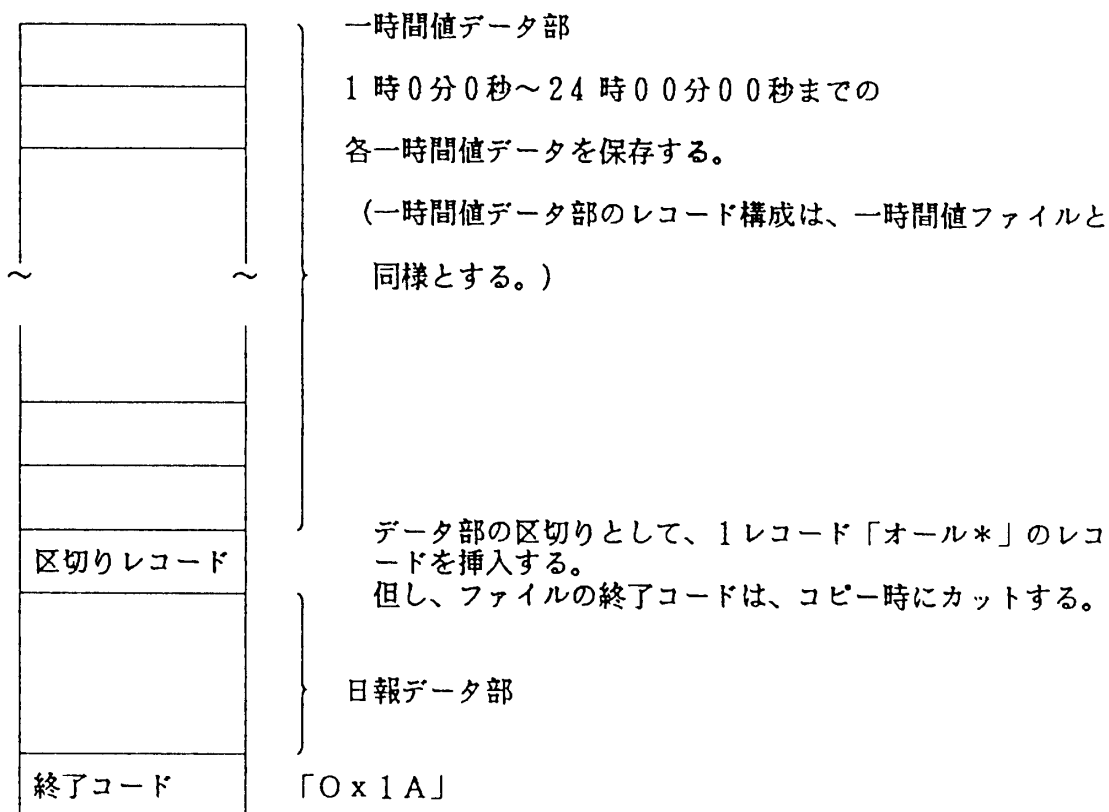 一時間値データ部
1時0分0秒～24時00分00秒までの
各一時間値データを保存する。
(一時間値データ部のレコード構成は、一時間値ファイルと
同様とする。)
データ部の区切りとして、1レコード「オール＊」のレコ
ードを挿入する。
区切りレコード
但し、ファイルの終了コードは、コピー時にカットする。
日報データ部
終了コード 「0x1A」